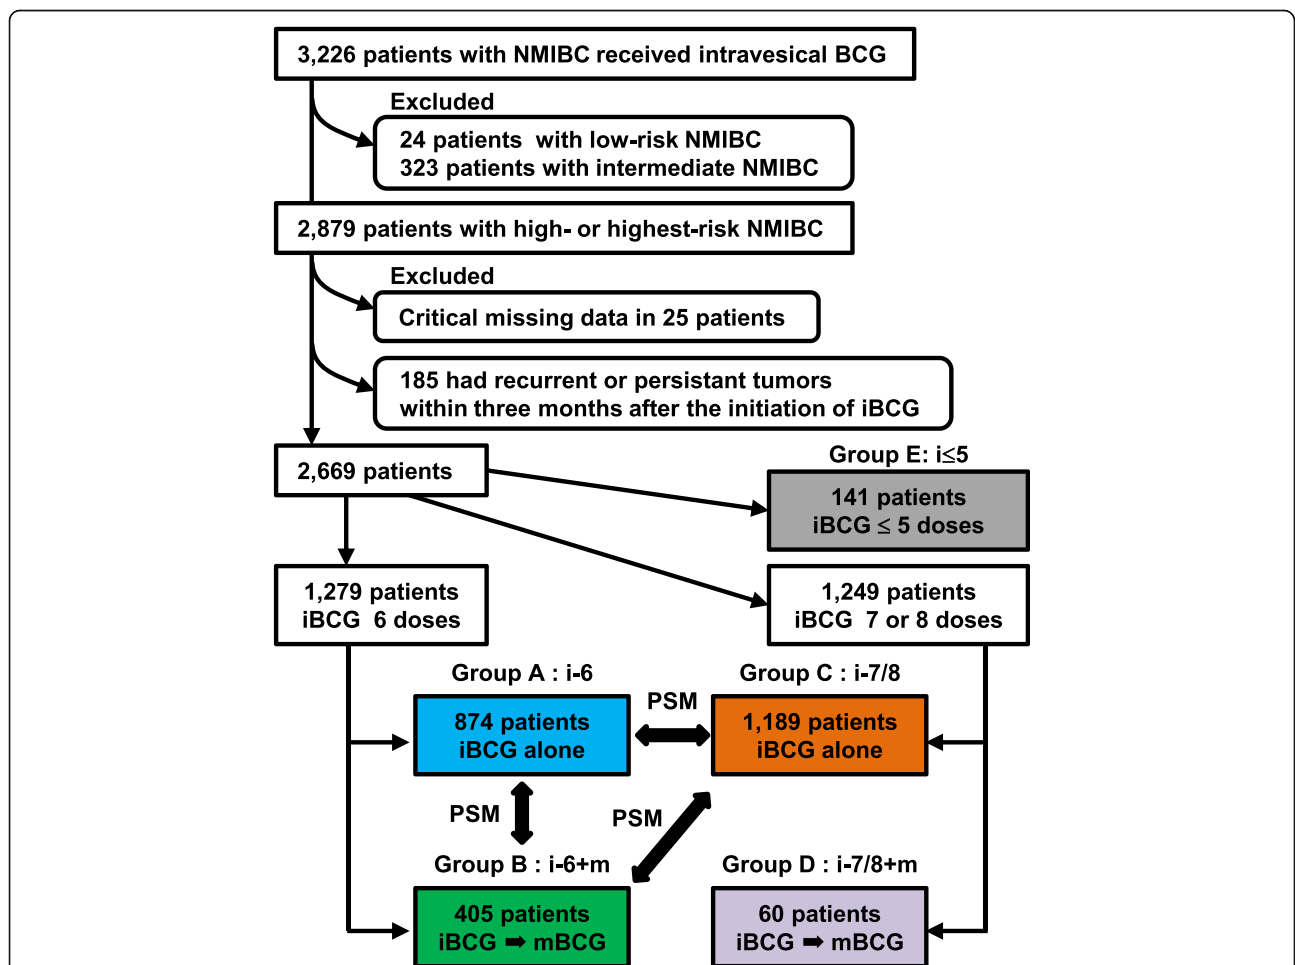 3,226 patients with NMIBC received intravesical BCG
Excluded
24 patients with low-risk NMIBC
323 patients with intermediate NMIBC
2,879 patients with high- or highest-risk NMIBC
Excluded
Critical missing data in 25 patients
185 had recurrent or persistant tumors
within three months after the initiation of iBCG
2,669 patients
Group E: i≤5
141 patients
iBCG ≤ 5 doses
1,279 patients
iBCG 6 doses
1,249 patients
iBCG 7 or 8 doses
Group A : i-6
874 patients
iBCG alone
PSM
Group C : i-7/8
1,189 patients
iBCG alone
PSM
PSM
Group B : i-6+m
405 patients
iBCG ➡ mBCG
Group D : i-7/8+m
60 patients
iBCG ➡ mBCG